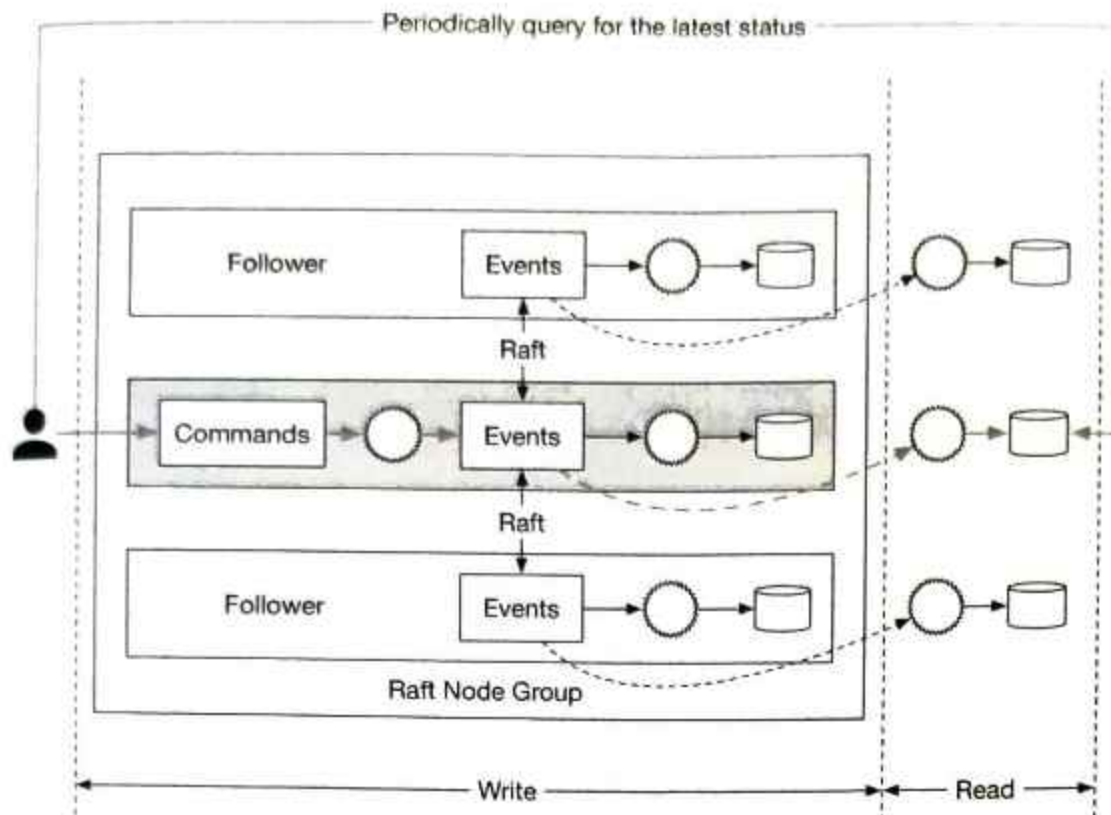 Periodically query for the latest status
Follower
Events
Raft
Commands
Events
Raft
Follower
Events
Raft Node Group
Write
Read